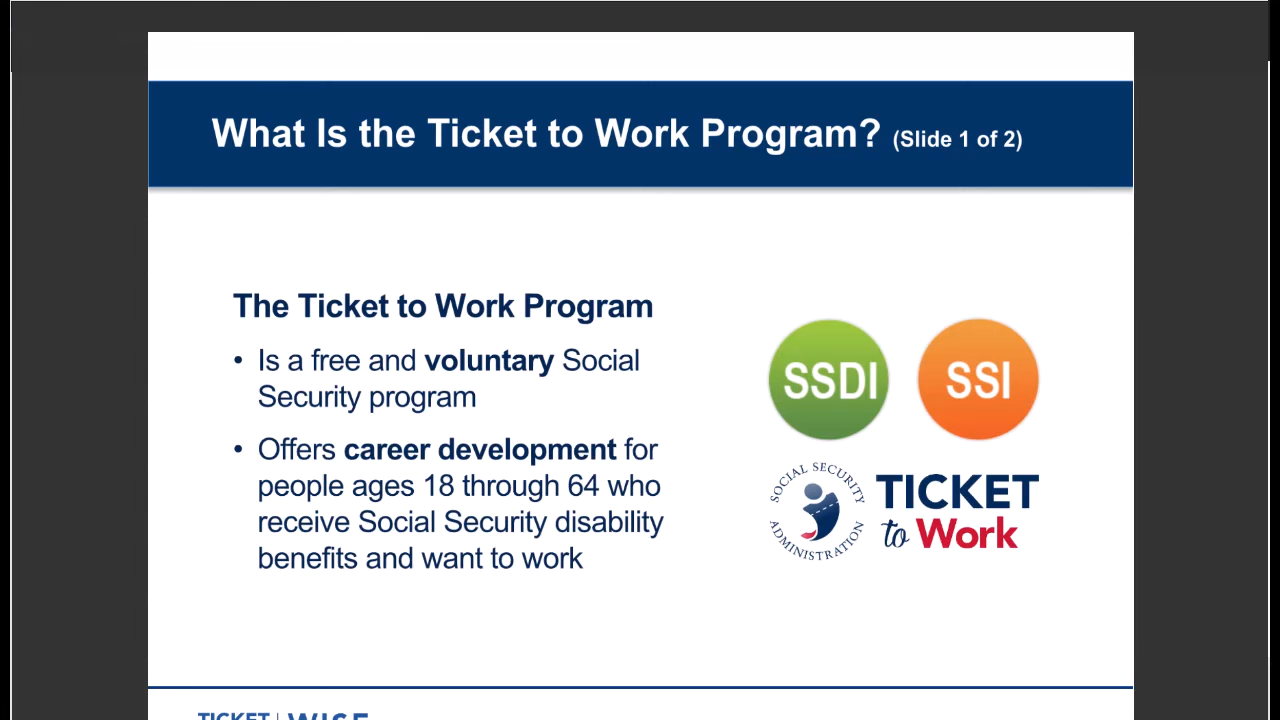 What Is the Ticket to Work Program? (Slide 1 of 2)
The Ticket to Work Program
• Is a free and voluntary Social
Security program
• Offers career development for
people ages 18 through 64 who
receive Social Security disability
benefits and want to work
SSDI
SSI
SOCIAL SECURITY
ADMINISTRATION
TICKET
to Work
TICKET | WISE